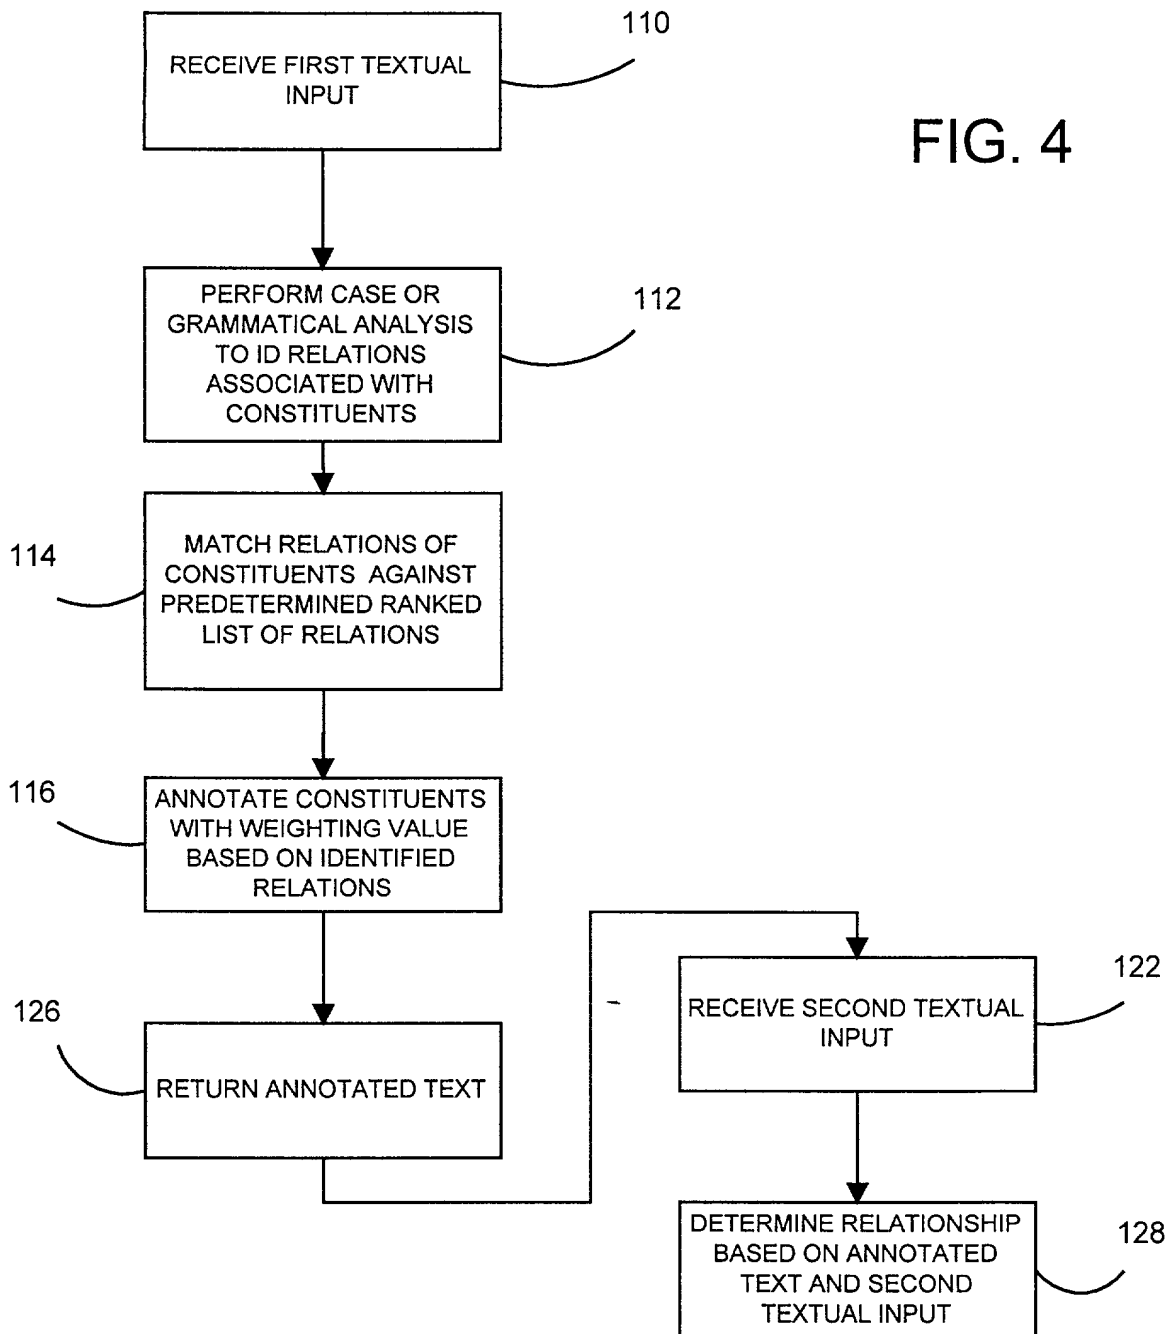 110
RECEIVE FIRST TEXTUAL
INPUT
FIG. 4
112
PERFORM CASE OR
GRAMMATICAL ANALYSIS
TO ID RELATIONS
ASSOCIATED WITH
CONSTITUENTS
114
MATCH RELATIONS OF
CONSTITUENTS AGAINST
PREDETERMINED RANKED
LIST OF RELATIONS
116
ANNOTATE CONSTITUENTS
WITH WEIGHTING VALUE
BASED ON IDENTIFIED
RELATIONS
126
RETURN ANNOTATED TEXT
122
RECEIVE SECOND TEXTUAL
INPUT
128
DETERMINE RELATIONSHIP
BASED ON ANNOTATED
TEXT AND SECOND
TEXTUAL INPUT